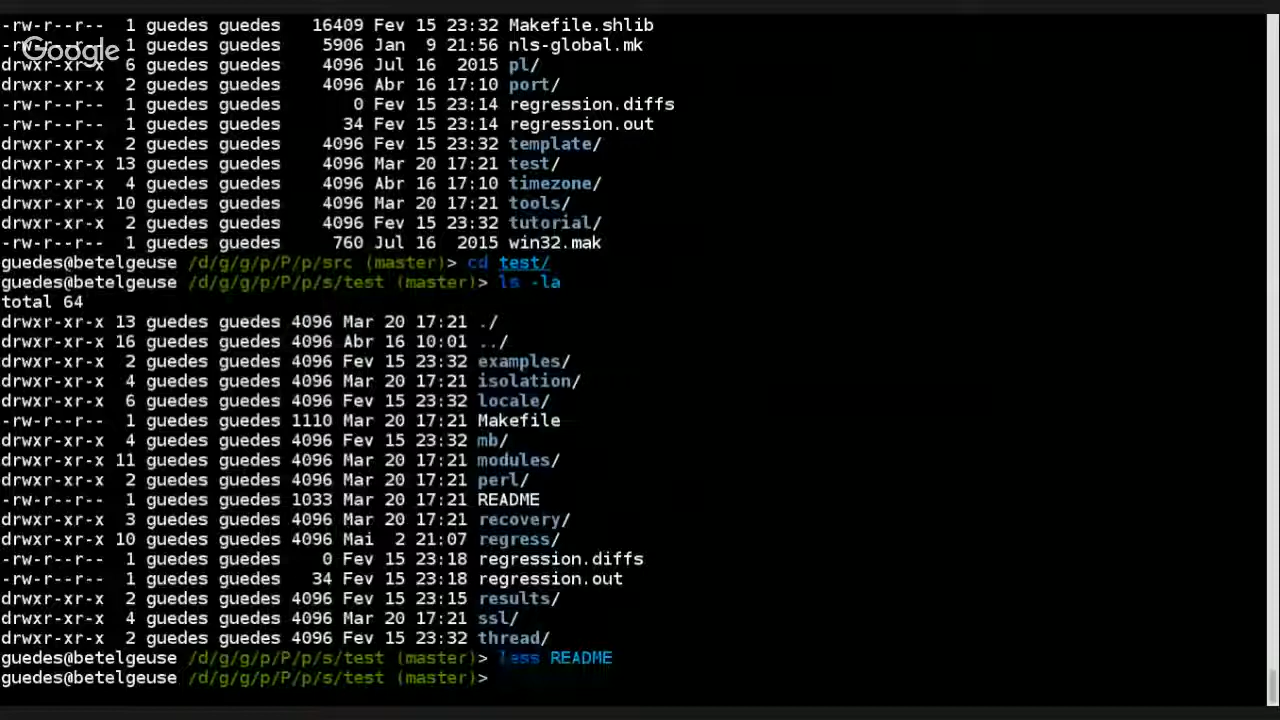 -rw-r--r--  1 guedes guedes   16409 Fev 15 23:32 Makefile.shlib
Google
-rw-r--r--  1 guedes guedes    5906 Jan  9 21:56 nls-global.mk
drwxr-xr-x  6 guedes guedes    4096 Jul 16  2015 pl/
drwxr-xr-x  2 guedes guedes    4096 Abr 16 17:10 port/
-rw-r--r--  1 guedes guedes       0 Fev 15 23:14 regression.diffs
-rw-r--r--  1 guedes guedes      34 Fev 15 23:14 regression.out
drwxr-xr-x  2 guedes guedes    4096 Fev 15 23:32 template/
drwxr-xr-x 13 guedes guedes    4096 Mar 20 17:21 test/
drwxr-xr-x  4 guedes guedes    4096 Abr 16 17:10 timezone/
drwxr-xr-x 10 guedes guedes    4096 Mar 20 17:21 tools/
drwxr-xr-x  2 guedes guedes    4096 Fev 15 23:32 tutorial/
-rw-r--r--  1 guedes guedes     760 Jul 16  2015 win32.mak
guedes@betelgeuse /d/g/g/p/P/p/src (master)> cd test/
guedes@betelgeuse /d/g/g/p/P/p/s/test (master)> ls -la
total 64
drwxr-xr-x 13 guedes guedes 4096 Mar 20 17:21 ./
drwxr-xr-x 16 guedes guedes 4096 Abr 16 10:01 ../
drwxr-xr-x  2 guedes guedes 4096 Fev 15 23:32 examples/
drwxr-xr-x  4 guedes guedes 4096 Mar 20 17:21 isolation/
drwxr-xr-x  6 guedes guedes 4096 Fev 15 23:32 locale/
-rw-r--r--  1 guedes guedes 1110 Mar 20 17:21 Makefile
drwxr-xr-x  4 guedes guedes 4096 Fev 15 23:32 mb/
drwxr-xr-x 11 guedes guedes 4096 Mar 20 17:21 modules/
drwxr-xr-x  2 guedes guedes 4096 Mar 20 17:21 perl/
-rw-r--r--  1 guedes guedes 1033 Mar 20 17:21 README
drwxr-xr-x  3 guedes guedes 4096 Mar 20 17:21 recovery/
drwxr-xr-x 10 guedes guedes 4096 Mai  2 21:07 regress/
-rw-r--r--  1 guedes guedes    0 Fev 15 23:18 regression.diffs
-rw-r--r--  1 guedes guedes   34 Fev 15 23:18 regression.out
drwxr-xr-x  2 guedes guedes 4096 Fev 15 23:15 results/
drwxr-xr-x  4 guedes guedes 4096 Mar 20 17:21 ssl/
drwxr-xr-x  2 guedes guedes 4096 Fev 15 23:32 thread/
guedes@betelgeuse /d/g/g/p/P/p/s/test (master)> less README
guedes@betelgeuse /d/g/g/p/P/p/s/test (master)>